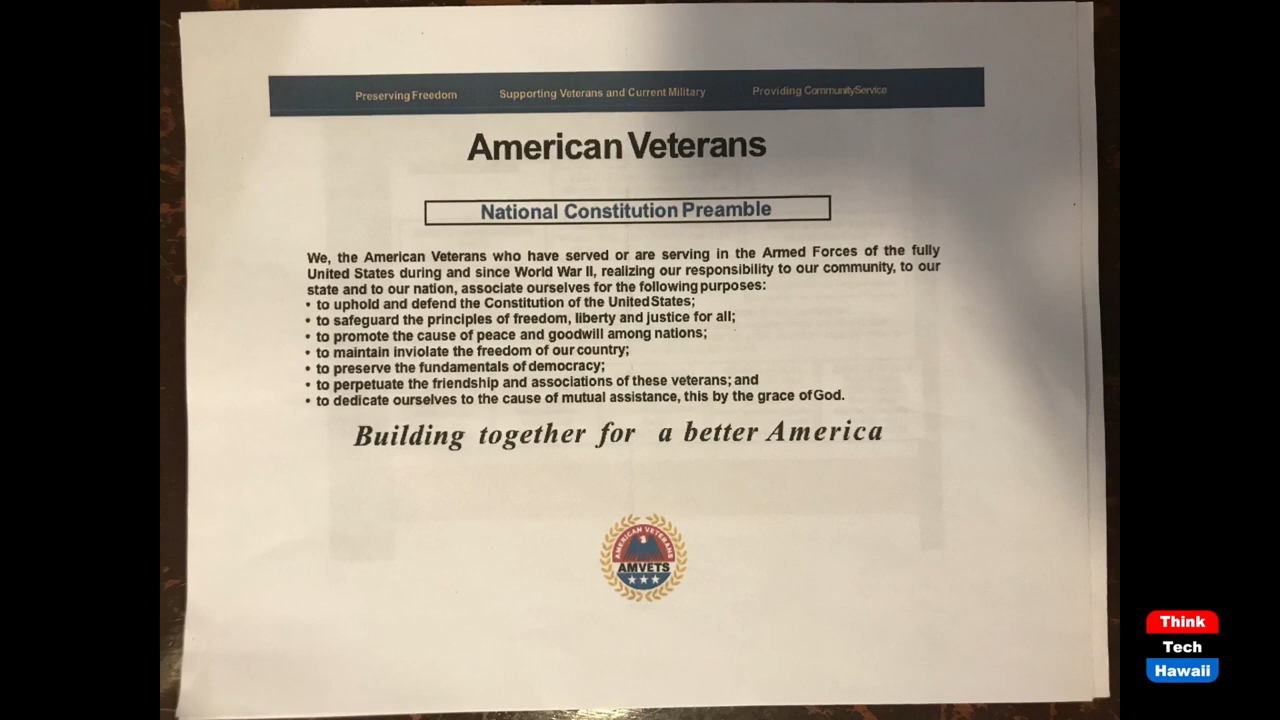 Preserving Freedom Supporting Veterans and Current Military Providing CommunityService
American Veterans
National Constitution Preamble
We, the American Veterans who have served or are serving in the Armed Forces of the fully
United States during and since World War II, realizing our responsibility to our community, to our
state and to our nation, associate ourselves for the following purposes:
• to uphold and defend the Constitution of the United States;
• to safeguard the principles of freedom, liberty and justice for all;
• to promote the cause of peace and goodwill among nations;
• to maintain inviolate the freedom of our country;
• to preserve the fundamentals of democracy;
• to perpetuate the friendship and associations of these veterans; and
• to dedicate ourselves to the cause of mutual assistance, this by the grace of God.
Building together for a better America
AMERICAN VETERANS
AMVETS
Think
Tech
Hawaii